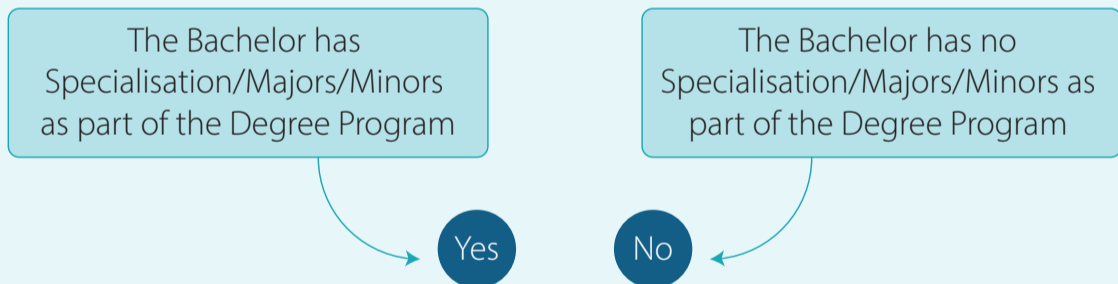 The Bachelor has
Specialisation/Majors/Minors
as part of the Degree Program
The Bachelor has no
Specialisation/Majors/Minors as
part of the Degree Program
Yes
No